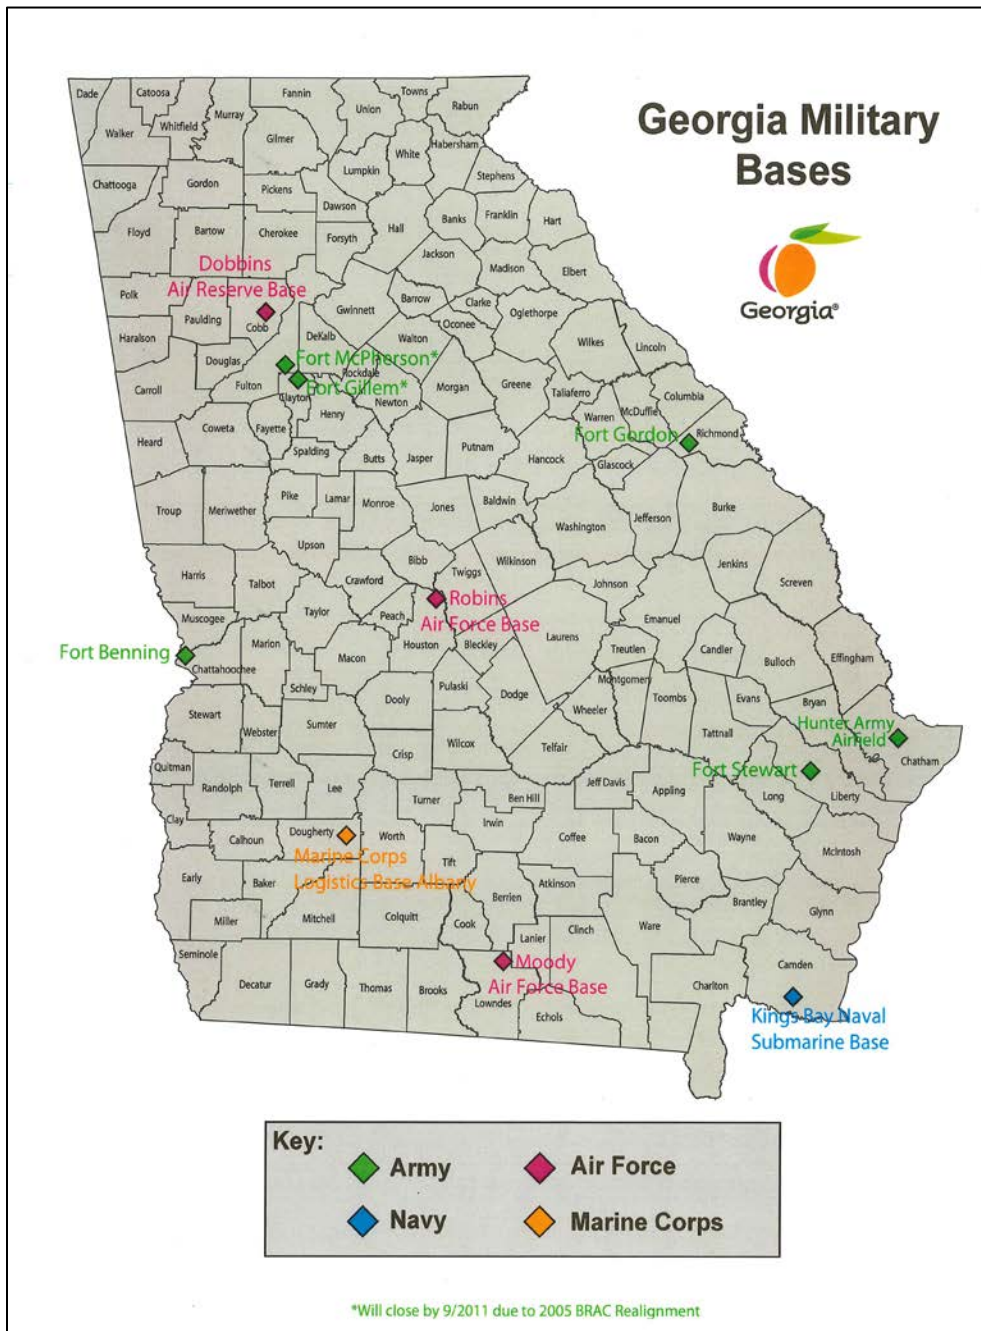 Georgia Military
Bases
Georgia®
Dade
Catoosa
Fannin
Towns
Union
Rabun
Murray
Whitfield
Walker
Gilmer
White
Habersham
Lumpkin
Stephens
Chattooga
Gordon
Pickens
Dawson
Banks
Franklin
Hart
Hall
Floyd
Bartow
Cherokee
Forsyth
Jackson
Madison
Elbert
Dobbins
Air Reserve Base
Polk
Paulding
Cobb
Gwinnett
Barrow
Clarke
Oconee
Oglethorpe
Haralson
DeKalb
Walton
Wilkes
Lincoln
Douglas
Fort McPherson*
Rockdale
Fort Gillem*
Carroll
Fulton
Clayton
Newton
Morgan
Greene
Taliaferro
Columbia
Henry
Warren
McDuffie
Coweta
Fayette
Heard
Fort Gordon
Richmond
Spalding
Butts
Jasper
Putnam
Hancock
Glascock
Pike
Lamar
Monroe
Jones
Baldwin
Troup
Meriwether
Jefferson
Burke
Washington
Upson
Bibb
Twiggs
Wilkinson
Jenkins
Harris
Talbot
Crawford
Johnson
Screven
Robins
Air Force Base
Taylor
Peach
Muscogee
Emanuel
Houston
Bleckley
Laurens
Marion
Macon
Treutlen
Candler
Effingham
Fort Benning
Bulloch
Chattahoochee
Schley
Dooly
Pulaski
Dodge
Montgomery
Toombs
Evans
Bryan
Stewart
Webster
Sumter
Wheeler
Tattnall
Hunter Army
Airfield
Wilcox
Crisp
Telfair
Chatham
Quitman
Fort Stewart
Randolph
Terrell
Lee
Jeff Davis
Appling
Long
Liberty
Turner
Ben Hill
Clay
Irwin
Calhoun
Dougherty
Worth
Coffee
Bacon
Wayne
McIntosh
Marine Corps
Logistics Base Albany
Tift
Early
Baker
Atkinson
Pierce
Berrien
Brantley
Miller
Mitchell
Colquitt
Cook
Glynn
Lanier
Clinch
Ware
Seminole
Moody
Air Force Base
Camden
Decatur
Grady
Thomas
Brooks
Charlton
Lowndes
Echols
Kings Bay Naval
Submarine Base
Key:
Army
Air Force
Navy
Marine Corps
*Will close by 9/2011 due to 2005 BRAC Realignment